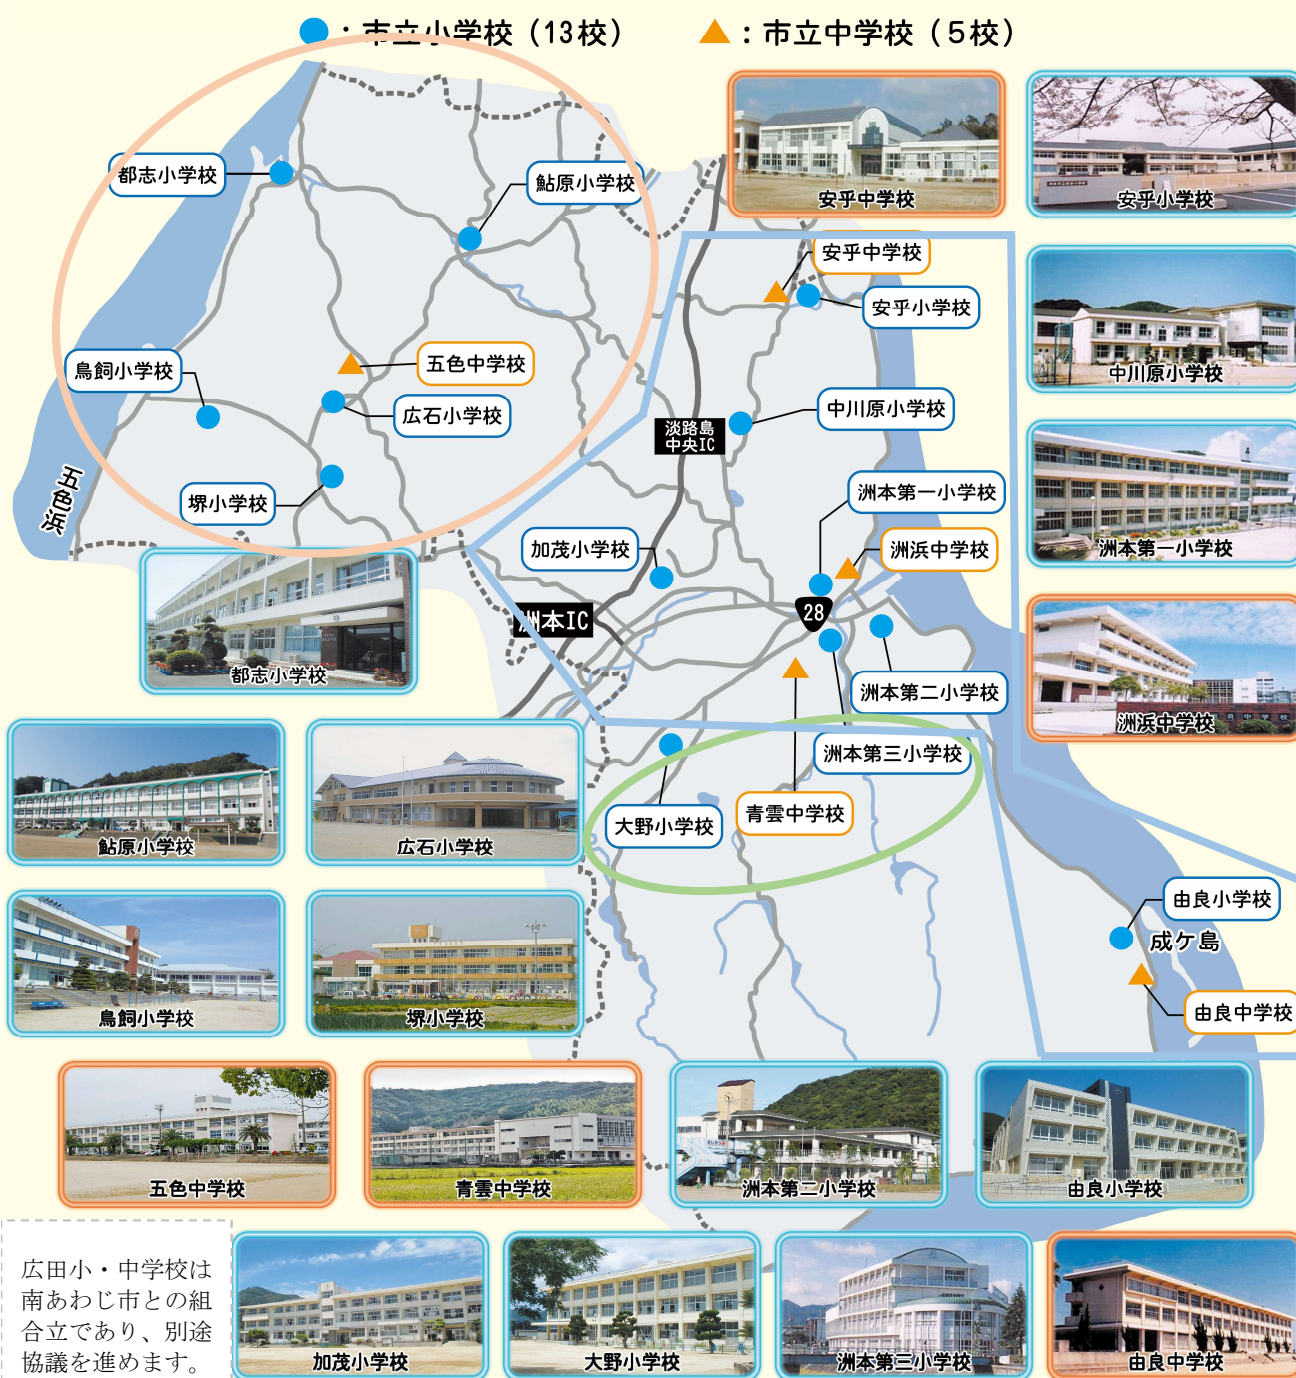 ：市立小学校（13校）
：市立中学校（5校）
安乎中学校
安乎小学校
都志小学校
鮎原小学校
安乎中学校
安乎小学校
中川原小学校
鳥飼小学校
五色中学校
広石小学校
中川原小学校
淡路島
中央IC
五色浜
堺小学校
洲本第一小学校
加茂小学校
洲浜中学校
洲本第一小学校
洲本IC
28
都志小学校
洲本第二小学校
洲浜中学校
洲本第三小学校
大野小学校
青雲中学校
鮎原小学校
広石小学校
由良小学校
成ケ島
由良中学校
鳥飼小学校
堺小学校
五色中学校
青雲中学校
洲本第二小学校
由良小学校
広田小・中学校は
南あわじ市との組
合立であり、別途
協議を進めます。
加茂小学校
大野小学校
洲本第三小学校
由良中学校